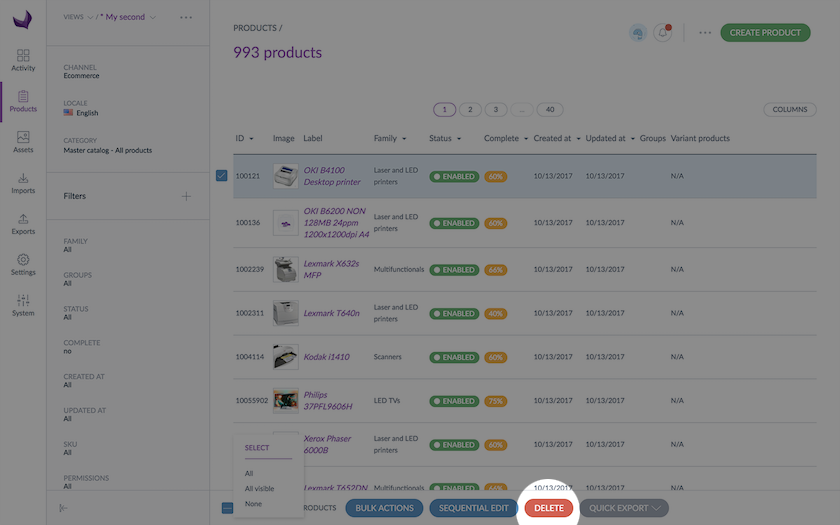 VIEWS / * My second
Activity
Products
Assets
Imports
Exports
Settings
System
CHANNEL
Ecommerce
LOCALE
English
CATEGORY
Master catalog - All products
Filters
FAMILY
All
GROUPS
All
STATUS
All
COMPLETE
no
CREATED AT
All
UPDATED AT
All
SKU
All
PERMISSIONS
All
PRODUCTS /
993 products
CREATE PRODUCT
1 2 3 ... 40
COLUMNS
ID Image Label Family Status Complete Created at Updated at Groups Variant products
100121 OKI B4100 Desktop printer Laser and LED printers ENABLED 60% 10/13/2017 10/13/2017 N/A
100136 OKI B6200 NON 128MB 24ppm 1200x1200dpi A4 Laser and LED printers ENABLED 60% 10/13/2017 10/13/2017 N/A
1002239 Lexmark X632s MFP Multifunctionals ENABLED 66% 10/13/2017 10/13/2017 N/A
1002311 Lexmark T640n Laser and LED printers ENABLED 40% 10/13/2017 10/13/2017 N/A
1004114 Kodak i1410 Scanners ENABLED 60% 10/13/2017 10/13/2017 N/A
10055902 Philips 37PFL9606H LED TVs ENABLED 75% 10/13/2017 10/13/2017 N/A
Xerox Phaser 6000B Laser and LED printers ENABLED 60% 10/13/2017 10/13/2017 N/A
Lexmark T652DN Multifunctionals ENABLED 66% 10/13/2017 10/13/2017 N/A
SELECT
All
All visible
None
PRODUCTS
BULK ACTIONS
SEQUENTIAL EDIT
DELETE
QUICK EXPORT